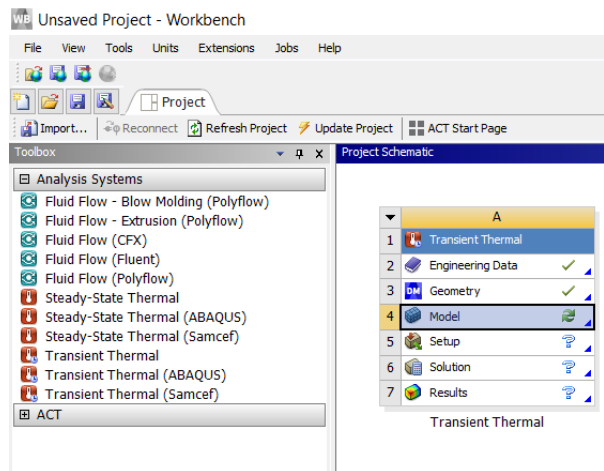 WB Unsaved Project - Workbench
File View Tools Units Extensions Jobs Help
Project
Import... Reconnect Refresh Project Update Project ACT Start Page
Toolbox
Analysis Systems
Fluid Flow - Blow Molding (Polyflow)
Fluid Flow - Extrusion (Polyflow)
Fluid Flow (CFX)
Fluid Flow (Fluent)
Fluid Flow (Polyflow)
Steady-State Thermal
Steady-State Thermal (ABAQUS)
Steady-State Thermal (Samcef)
Transient Thermal
Transient Thermal (ABAQUS)
Transient Thermal (Samcef)
ACT
Project Schematic
A
1 Transient Thermal
2 Engineering Data
3 DM Geometry
4 Model
5 Setup
6 Solution
7 Results
Transient Thermal